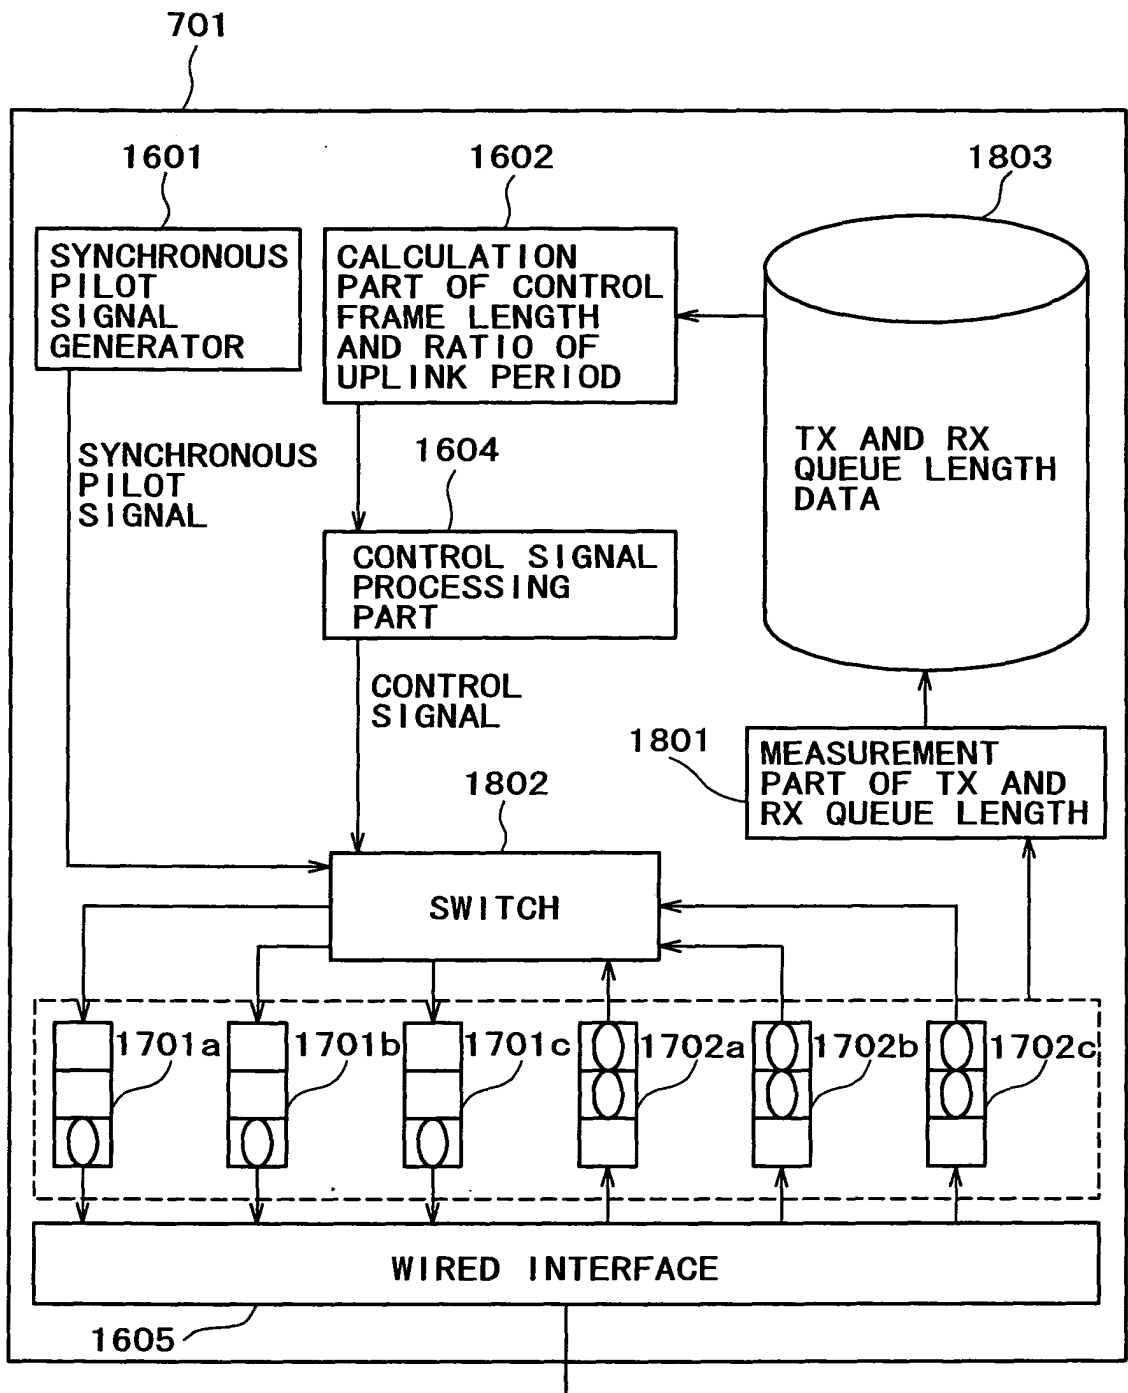 701
1601
1602
1803
SYNCHRONOUS
PILOT
SIGNAL
GENERATOR
CALCULATION
PART OF CONTROL
FRAME LENGTH
AND RATIO OF
UPLINK PERIOD
TX AND RX
QUEUE LENGTH
DATA
SYNCHRONOUS
PILOT
SIGNAL
1604
CONTROL SIGNAL
PROCESSING
PART
CONTROL
SIGNAL
1801
MEASUREMENT
PART OF TX AND
RX QUEUE LENGTH
1802
SWITCH
1701a
1701b
1701c
1702a
1702b
1702c
WIRED INTERFACE
1605